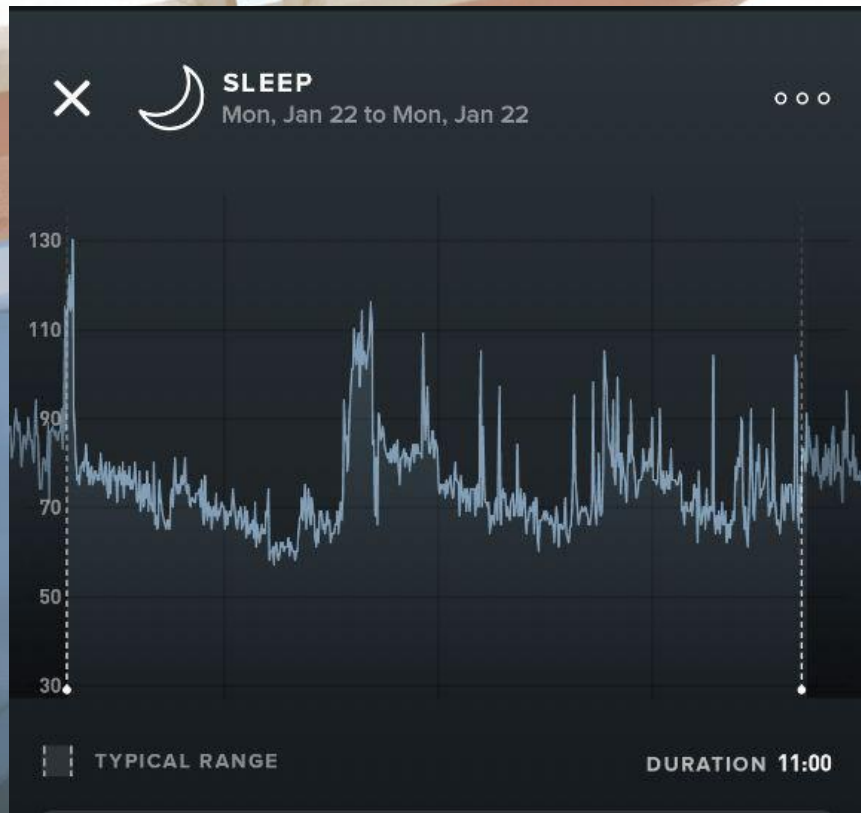 SLEEP
Mon, Jan 22 to Mon, Jan 22
130
110
90
70
50
30
TYPICAL RANGE
DURATION 11:00